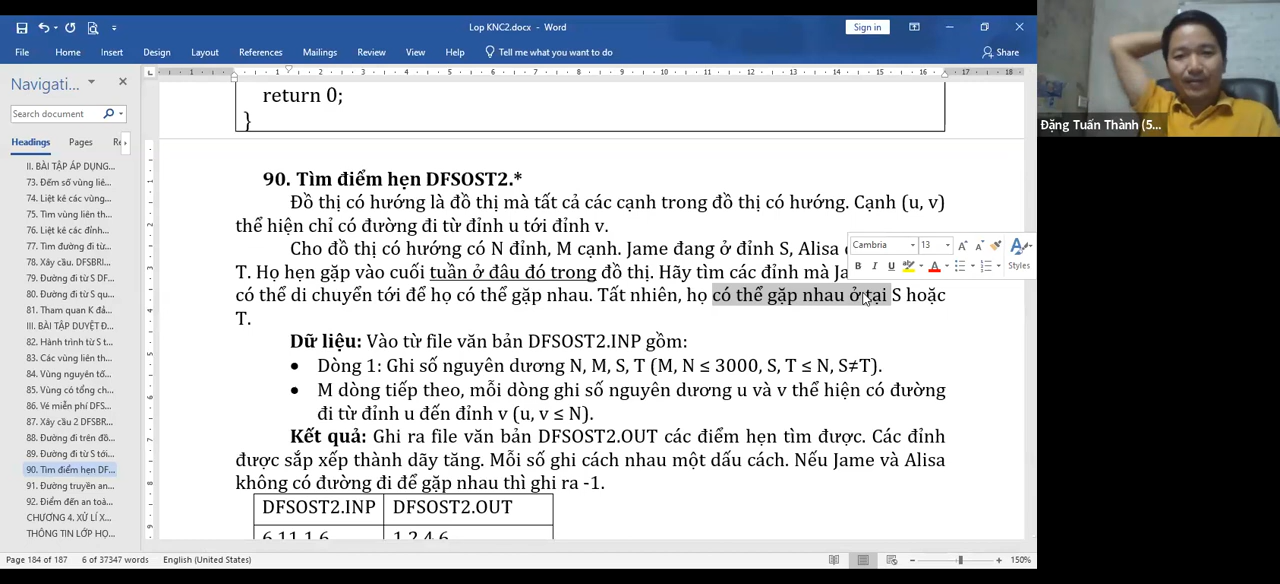 Lop KNC2.docx - Word
Sign in
File Home Insert Design Layout References Mailings Review View Help Tell me what you want to do Share
Navigati...
Search document
Headings Pages Re
II. BÀI TẬP ÁP DỤNG...
73. Đếm số vùng liê...
74. Liệt kê các vùng...
75. Tìm vùng liên th...
76. Liệt kê các đỉnh...
77. Tìm đường đi từ...
78. Xây cầu. DFSBRI...
79. Đường đi từ S đế...
80. Đường đi từ S qu...
81. Tham quan K đả...
III. BÀI TẬP DUYỆT Đ...
82. Hành trình từ S t...
83. Các vùng liên th...
84. Vùng nguyên tố...
85. Vùng có tổng ch...
86. Vé miễn phí DFS...
87. Xây cầu 2 DFSBR...
88. Đường đi trên đồ...
89. Đường đi từ S tới...
90. Tìm điểm hẹn DF...
91. Đường truyền an...
92. Điểm đến an toà...
CHƯƠNG 4. XỬ LÍ X...
THÔNG TIN LỚP HỌ...
return 0;
}
90. Tìm điểm hẹn DFSOST2.*
Đồ thị có hướng là đồ thị mà tất cả các cạnh trong đồ thị có hướng. Cạnh (u, v)
thể hiện chỉ có đường đi từ đỉnh u tới đỉnh v.
Cho đồ thị có hướng có N đỉnh, M cạnh. Jame đang ở đỉnh S, Alisa
T. Họ hẹn gặp vào cuối tuần ở đâu đó trong đồ thị. Hãy tìm các đỉnh mà
có thể di chuyển tới để họ có thể gặp nhau. Tất nhiên, họ có thể gặp nhau ở tại S hoặc
T.
Dữ liệu: Vào từ file văn bản DFSOST2.INP gồm:
• Dòng 1: Ghi số nguyên dương N, M, S, T (M, N ≤ 3000, S, T ≤ N, S≠T).
• M dòng tiếp theo, mỗi dòng ghi số nguyên dương u và v thể hiện có đường
đi từ đỉnh u đến đỉnh v (u, v ≤ N).
Kết quả: Ghi ra file văn bản DFSOST2.OUT các điểm hẹn tìm được. Các đỉnh
được sắp xếp thành dãy tăng. Mỗi số ghi cách nhau một dấu cách. Nếu Jame và Alisa
không có đường đi để gặp nhau thì ghi ra -1.
DFSOST2.INP DFSOST2.OUT
6 11 1 6 1 2 4 6
Cambria 13
B I U Styles
Page 184 of 187 6 of 37347 words English (United States) 150%
Đặng Tuấn Thành (5...